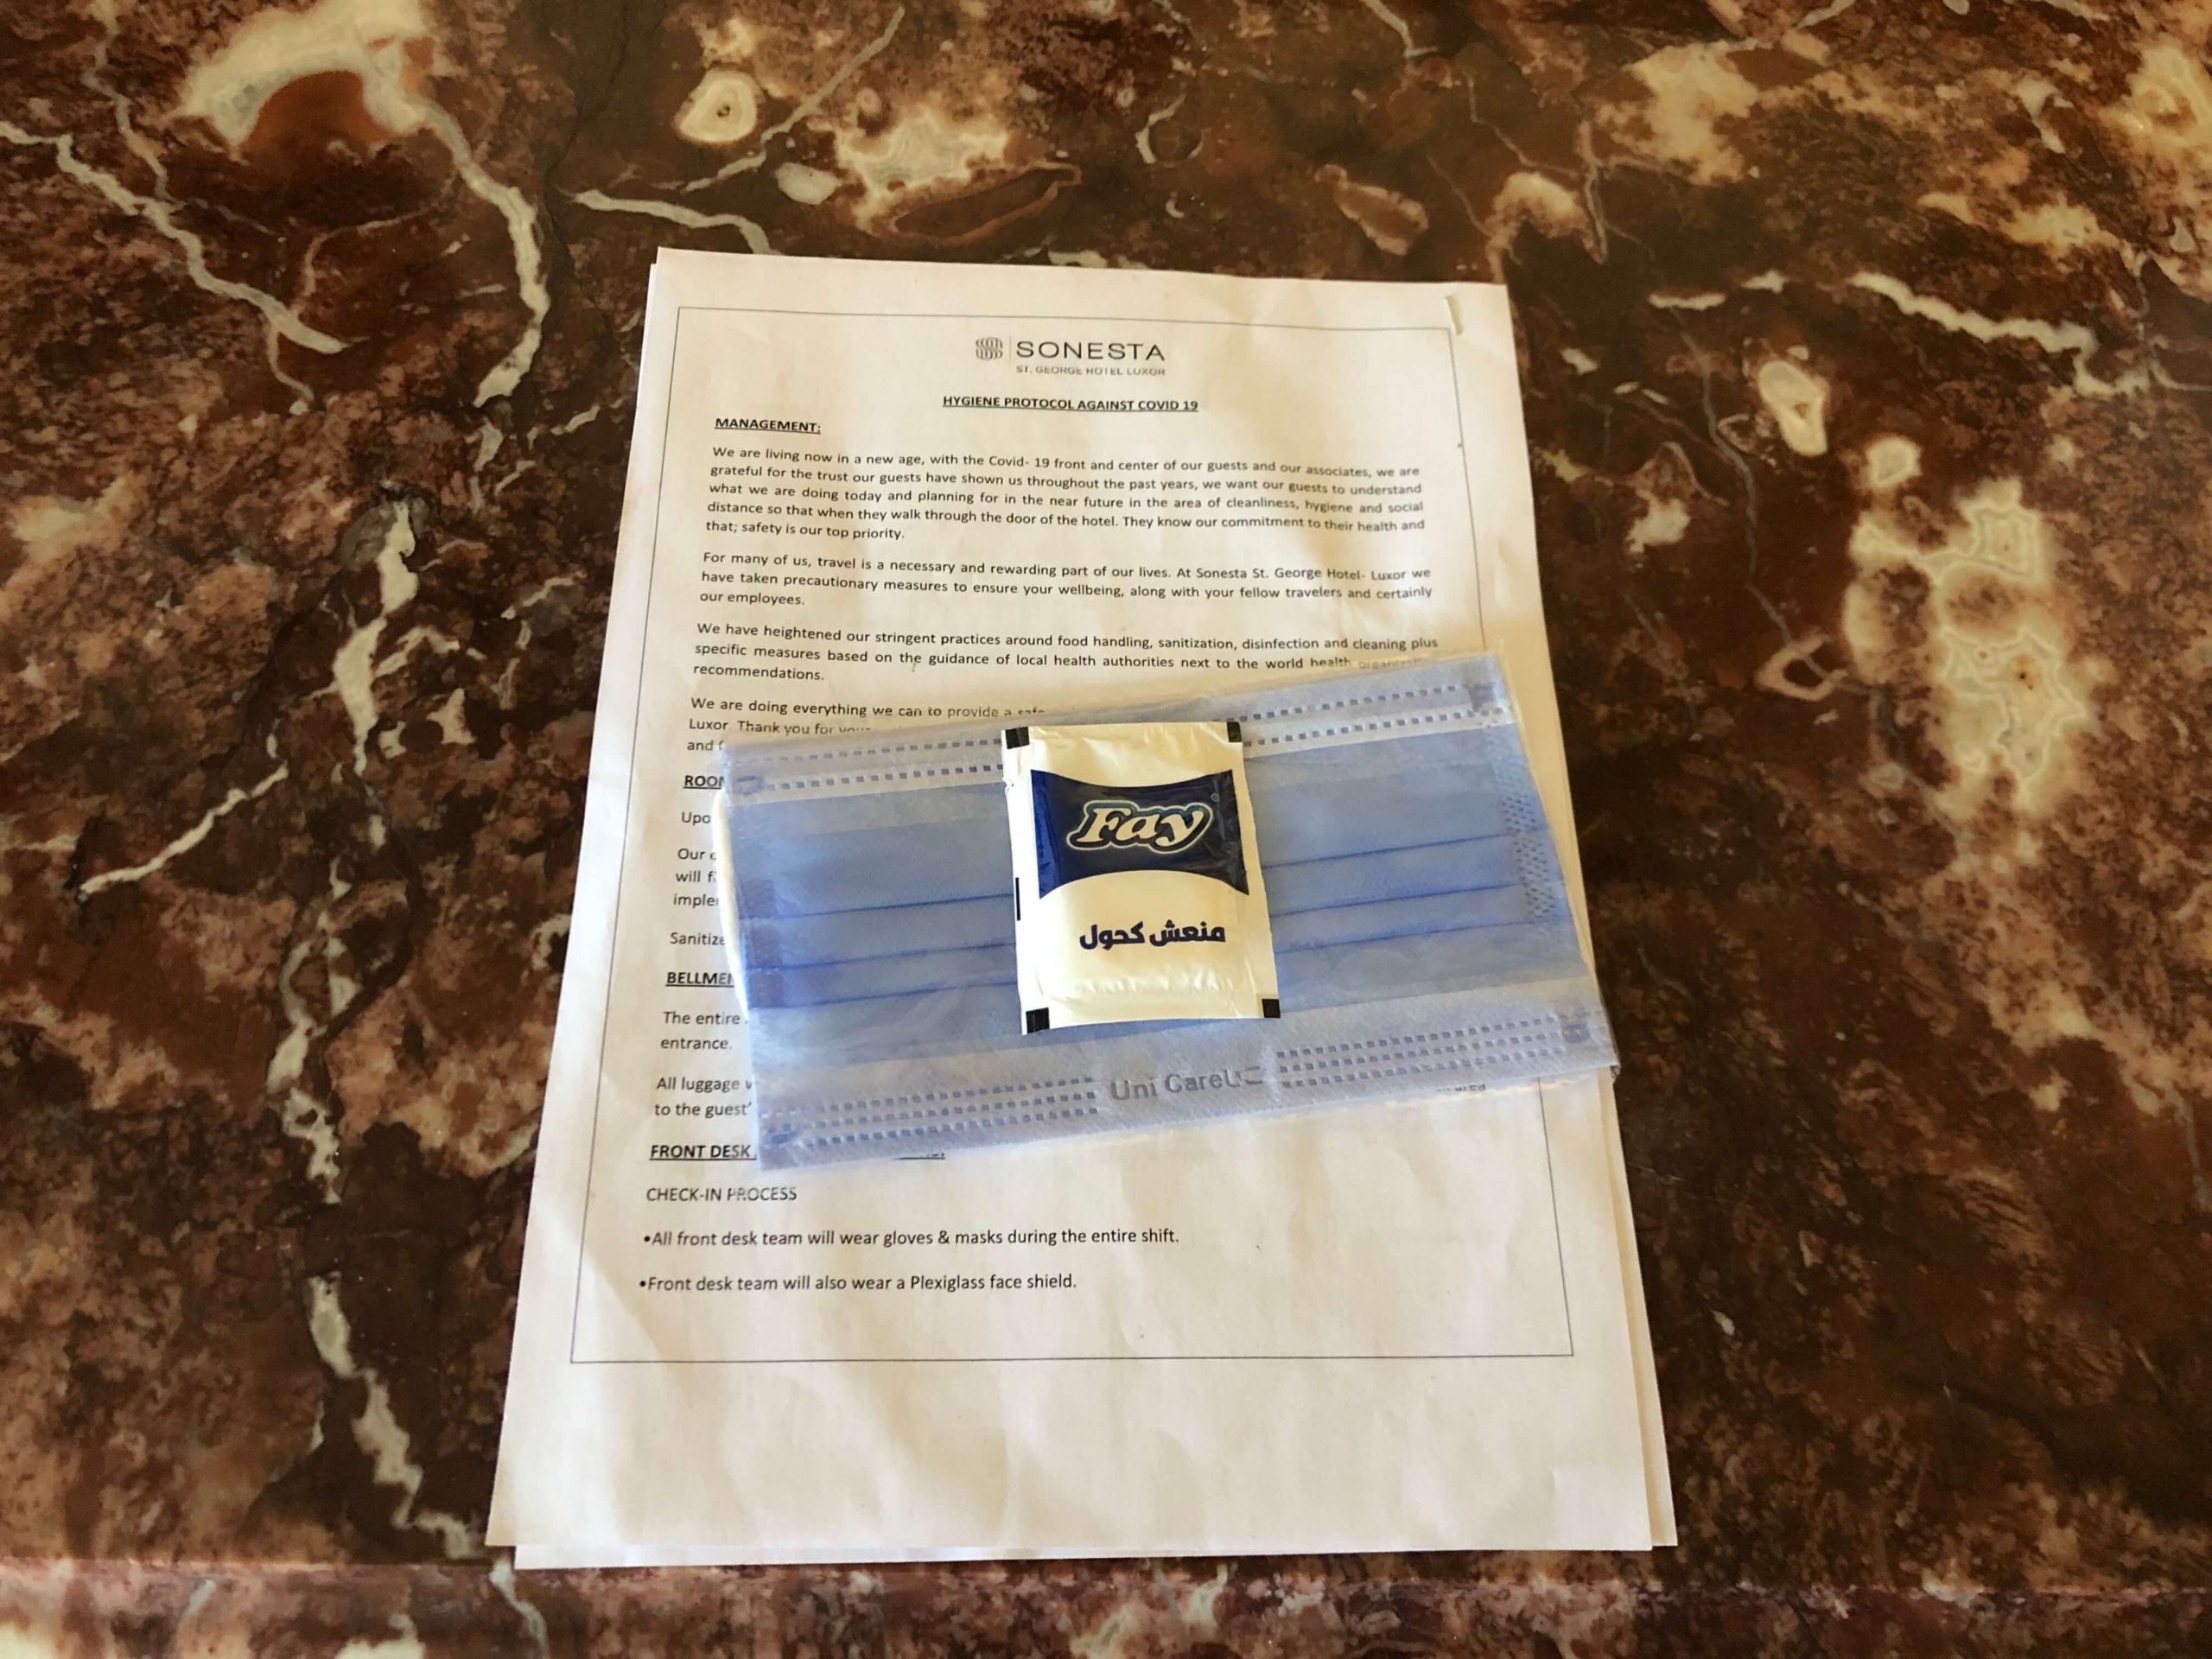 SONESTA
ST. GEORGE HOTEL LUXOR
HYGIENE PROTOCOL AGAINST COVID 19
MANAGEMENT:
We are living now in a new age, with the Covid- 19 front and center of our guests and our associates, we are
grateful for the trust our guests have shown us throughout the past years, we want our guests to understand
what we are doing today and planning for in the near future in the area of cleanliness, hygiene and social
distance so that when they walk through the door of the hotel. They know our commitment to their health and
that; safety is our top priority.
For many of us, travel is a necessary and rewarding part of our lives. At Sonesta St. George Hotel- Luxor we
have taken precautionary measures to ensure your wellbeing, along with your fellow travelers and certainly
our employees.
We have heightened our stringent practices around food handling, sanitization, disinfection and cleaning plus
specific measures based on the guidance of local health authorities next to the world health
recommendations.
We are doing everything we can to provide a
Luxor. Thank you for
and
Our
will
The entire
entrance.
All luggage
to the guest'
FRONT DESK
CHECK-IN PROCESS
•All front desk team will wear gloves & masks during the entire shift.
•Front desk team will also wear a Plexiglass face shield.
Fay
منعش كحول
Uni Care